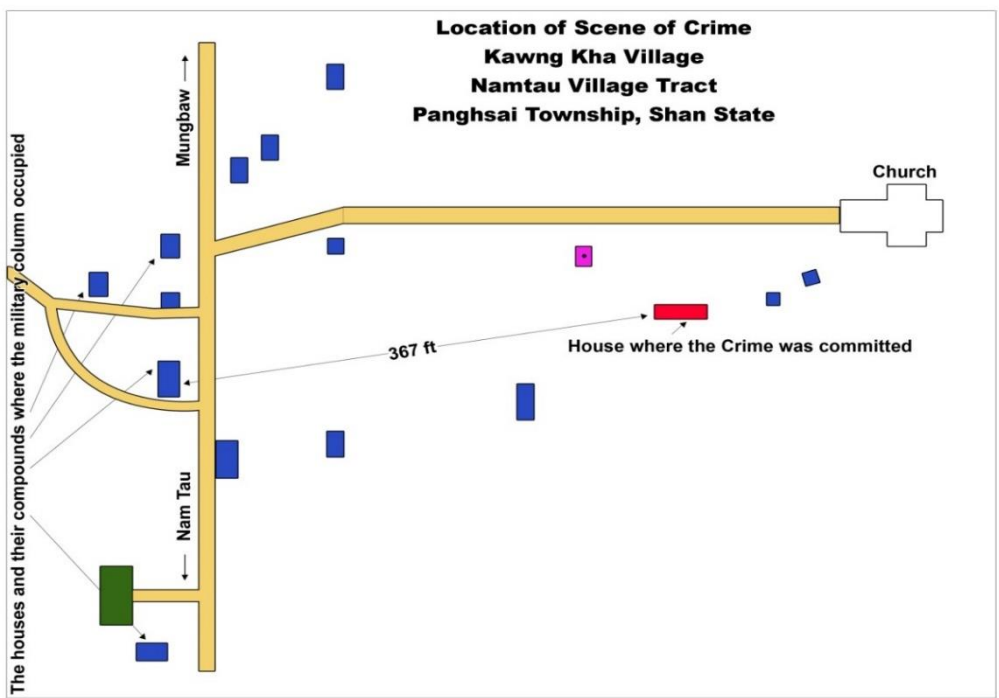 Location of Scene of Crime
Kawng Kha Village
Namtau Village Tract
Panghsai Township, Shan State
Mungbaw
Church
367 ft
House where the Crime was committed
Nam Tau
The houses and their compounds where the military column occupied